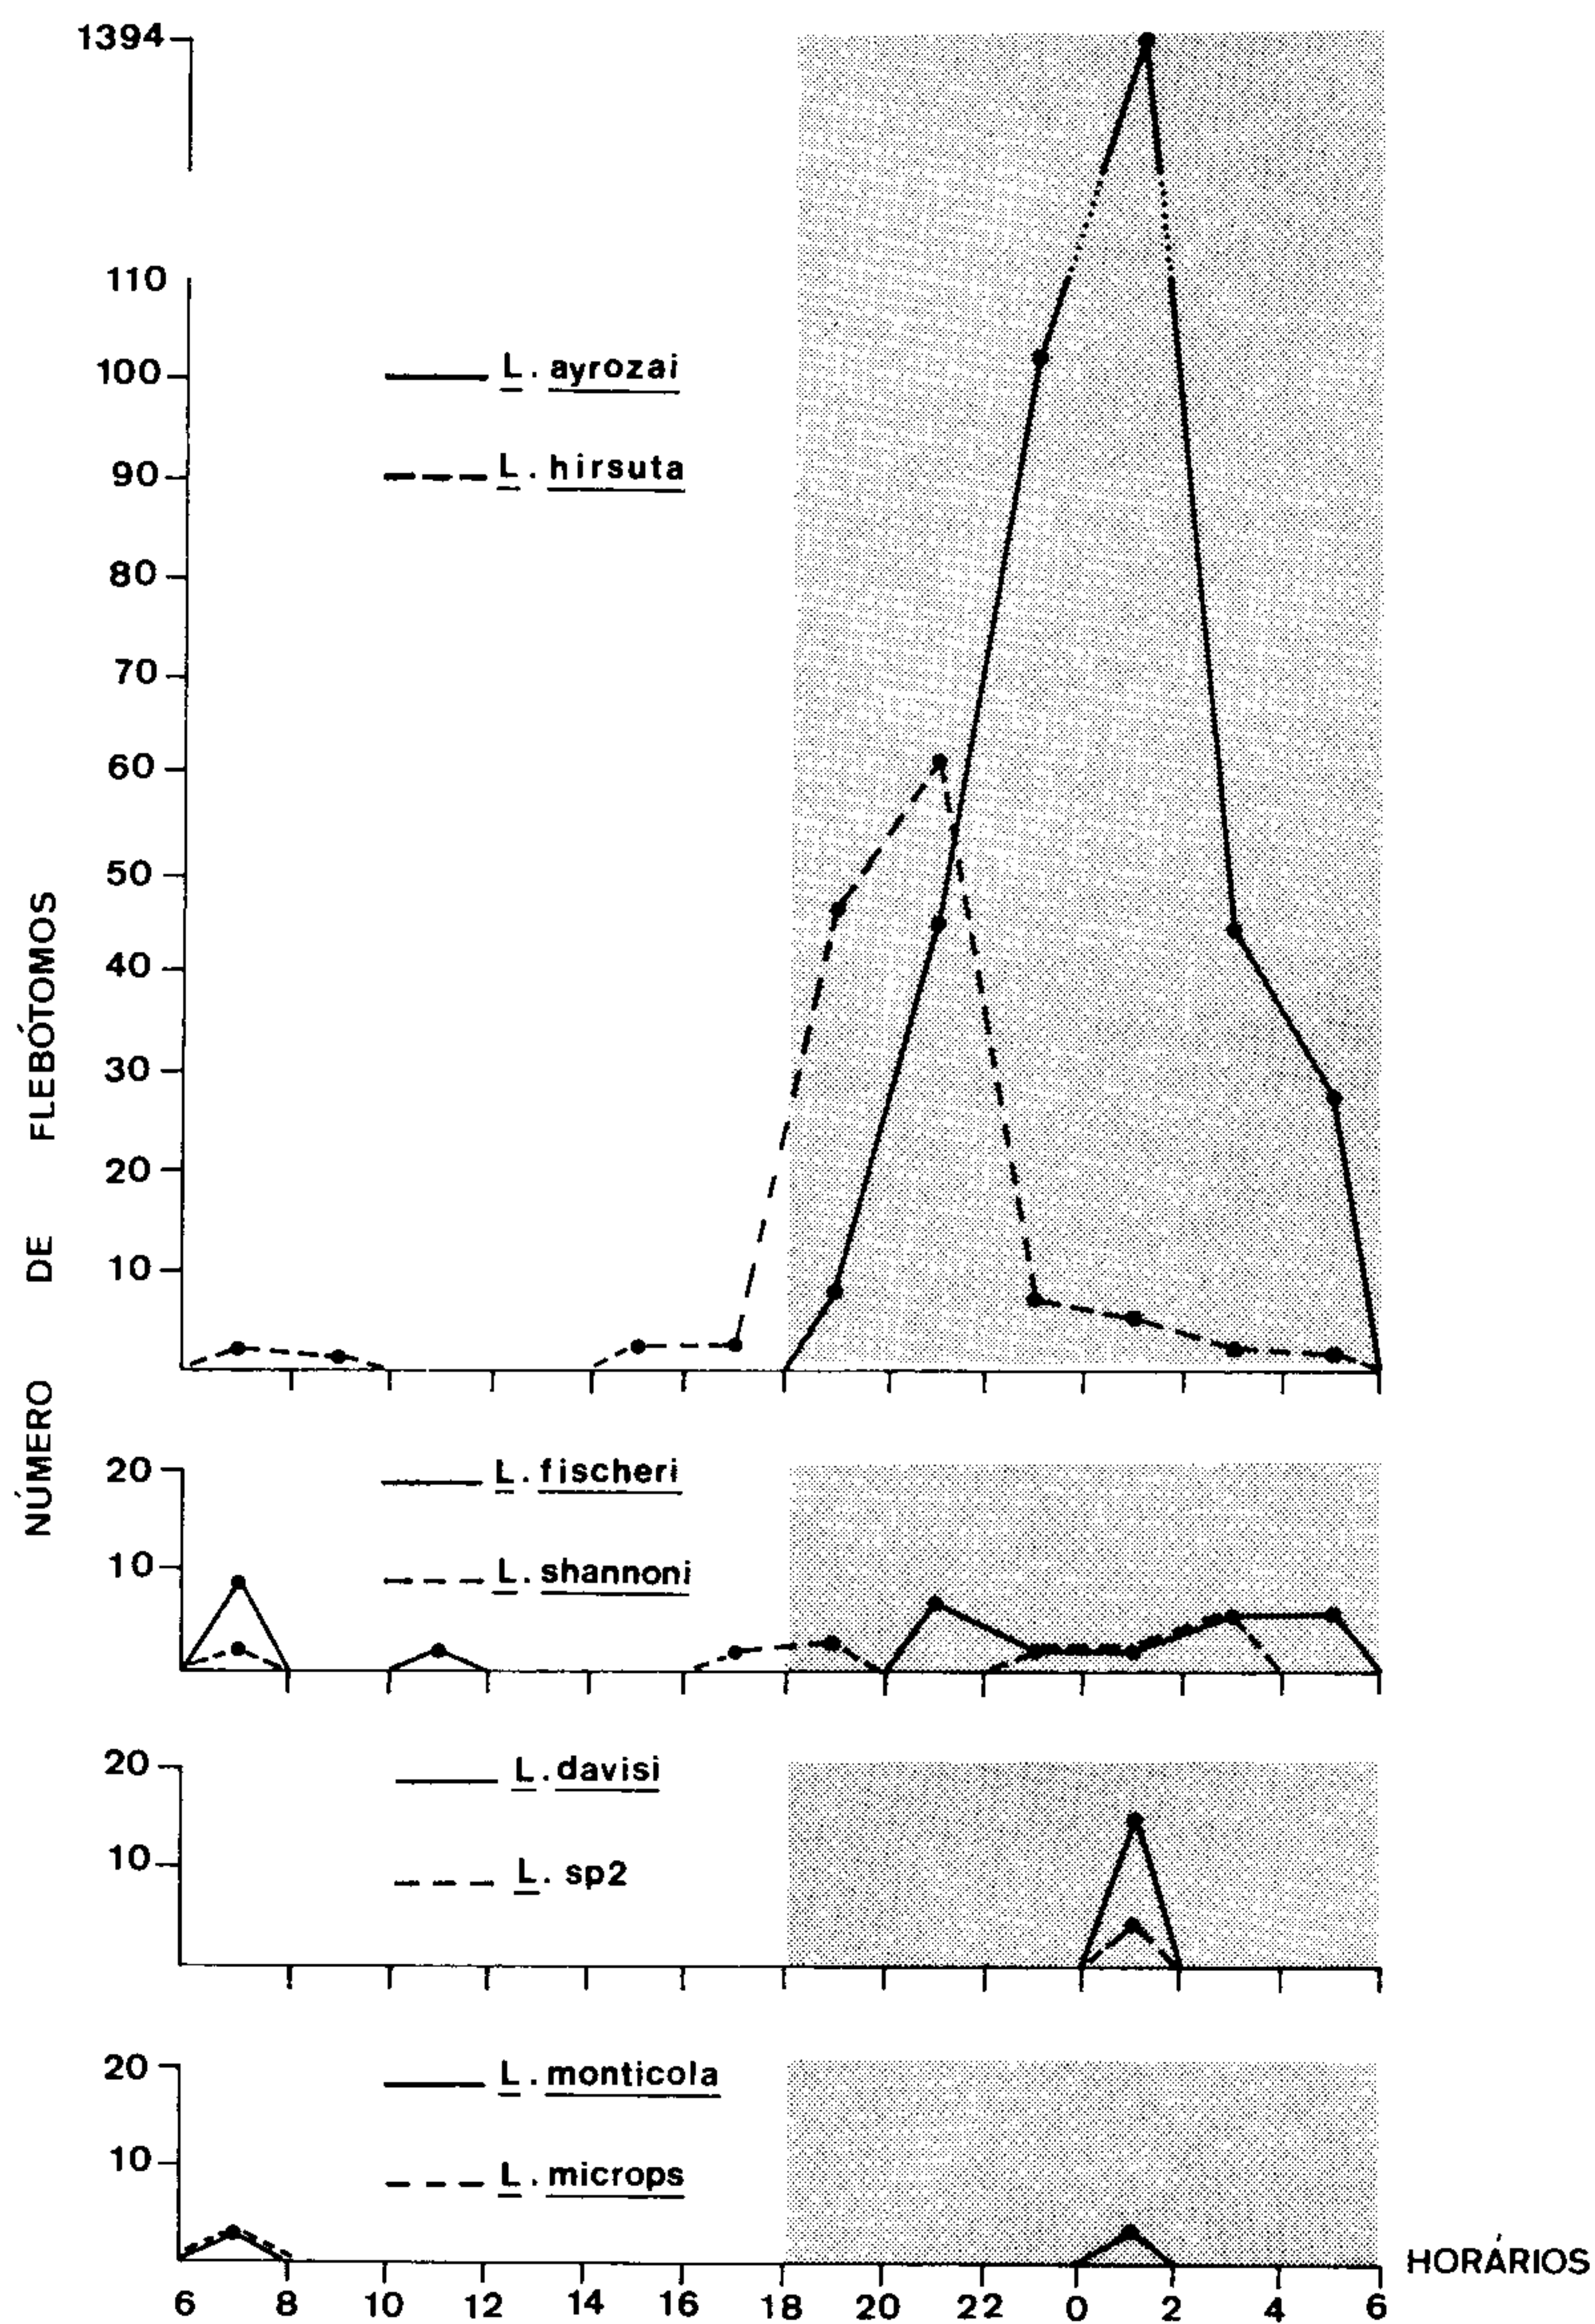 1394
110
100
L. ayrozai
90
L. hirsuta
80
70
60
50
40
30
20
10
NÚMERO DE FLEBÓTOMOS
20
L. fischeri
10
L. shannoni
20
L. davisi
10
L. sp2
20
L. monticola
10
L. microps
HORÁRIOS
6 8 10 12 14 16 18 20 22 0 2 4 6